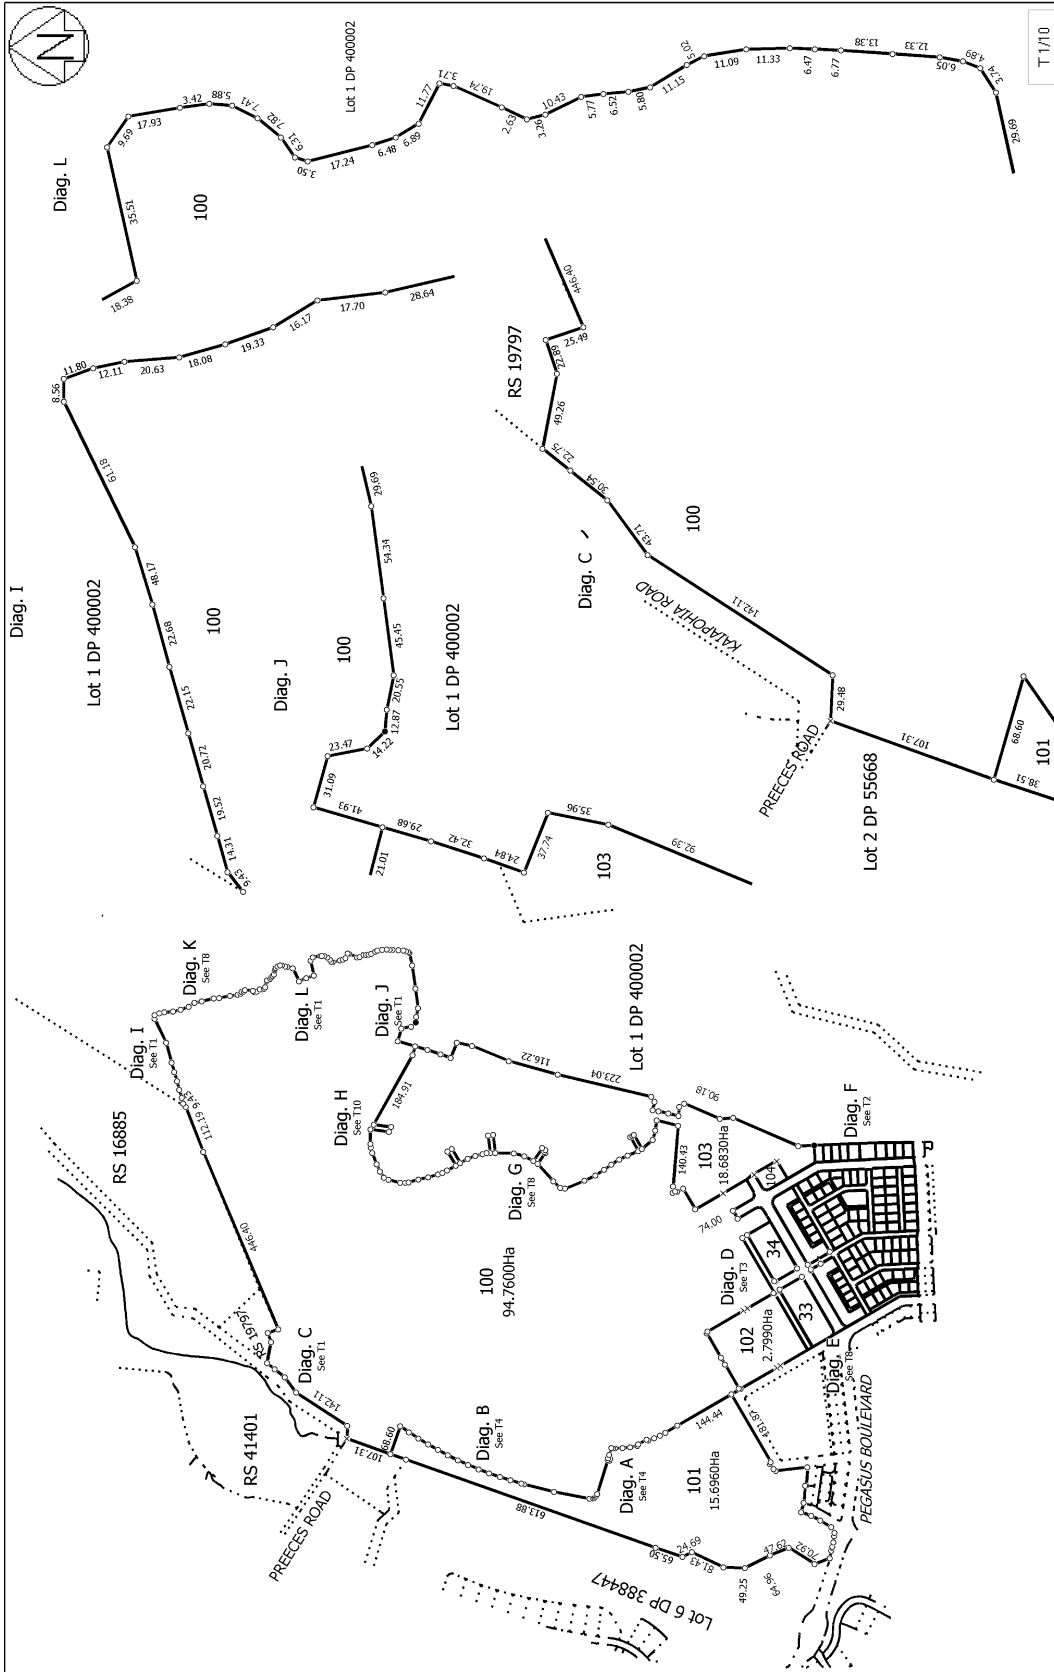 N
Diag. L
9.69
17.93
3.42
5.88
7.41
7.82
6.31
3.50
17.24
6.48
6.89
11.77
3.71
19.74
2.63
3.26
10.43
5.77
6.52
5.80
11.15
5.02
11.09
11.33
6.47
6.77
13.38
12.33
6.05
4.89
3.74
29.69
35.51
18.38
100
Lot 1 DP 400002
T 1/10
Diag. I
8.56
11.80
12.11
20.63
18.08
19.33
16.17
17.70
28.64
61.18
48.17
22.68
22.15
20.72
19.52
14.31
9.43
Lot 1 DP 400002
100
Diag. J
100
29.69
54.34
45.45
20.55
12.87
14.22
23.47
31.09
41.93
21.01
29.68
32.42
24.84
37.74
35.96
92.39
103
Lot 1 DP 400002
Diag. C
RS 19797
446.40
25.49
22.89
49.26
22.75
30.54
43.71
142.11
29.48
107.31
68.60
38.51
100
101
KAIAPOHIA ROAD
PREECES ROAD
Lot 2 DP 55668
Diag. K
See T8
Diag. I
See T1
Diag. L
See T1
Diag. J
See T1
Diag. H
See T10
Diag. G
See T8
Diag. F
See T2
Diag. D
See T3
Diag. E
See T8
Diag. C
See T1
Diag. B
See T4
Diag. A
See T4
RS 16885
RS 19797
RS 41401
PREECES ROAD
9.43
112.19
446.40
142.11
107.31
68.60
613.88
65.50
24.69
81.43
49.25
64.96
47.62
70.92
144.44
481.87
184.91
116.22
223.04
90.18
140.43
74.00
100
94.7600Ha
101
15.6960Ha
102
2.7990Ha
103
18.6830Ha
104
34
33
Lot 1 DP 400002
Lot 6 DP 388447
PEGASUS BOULEVARD